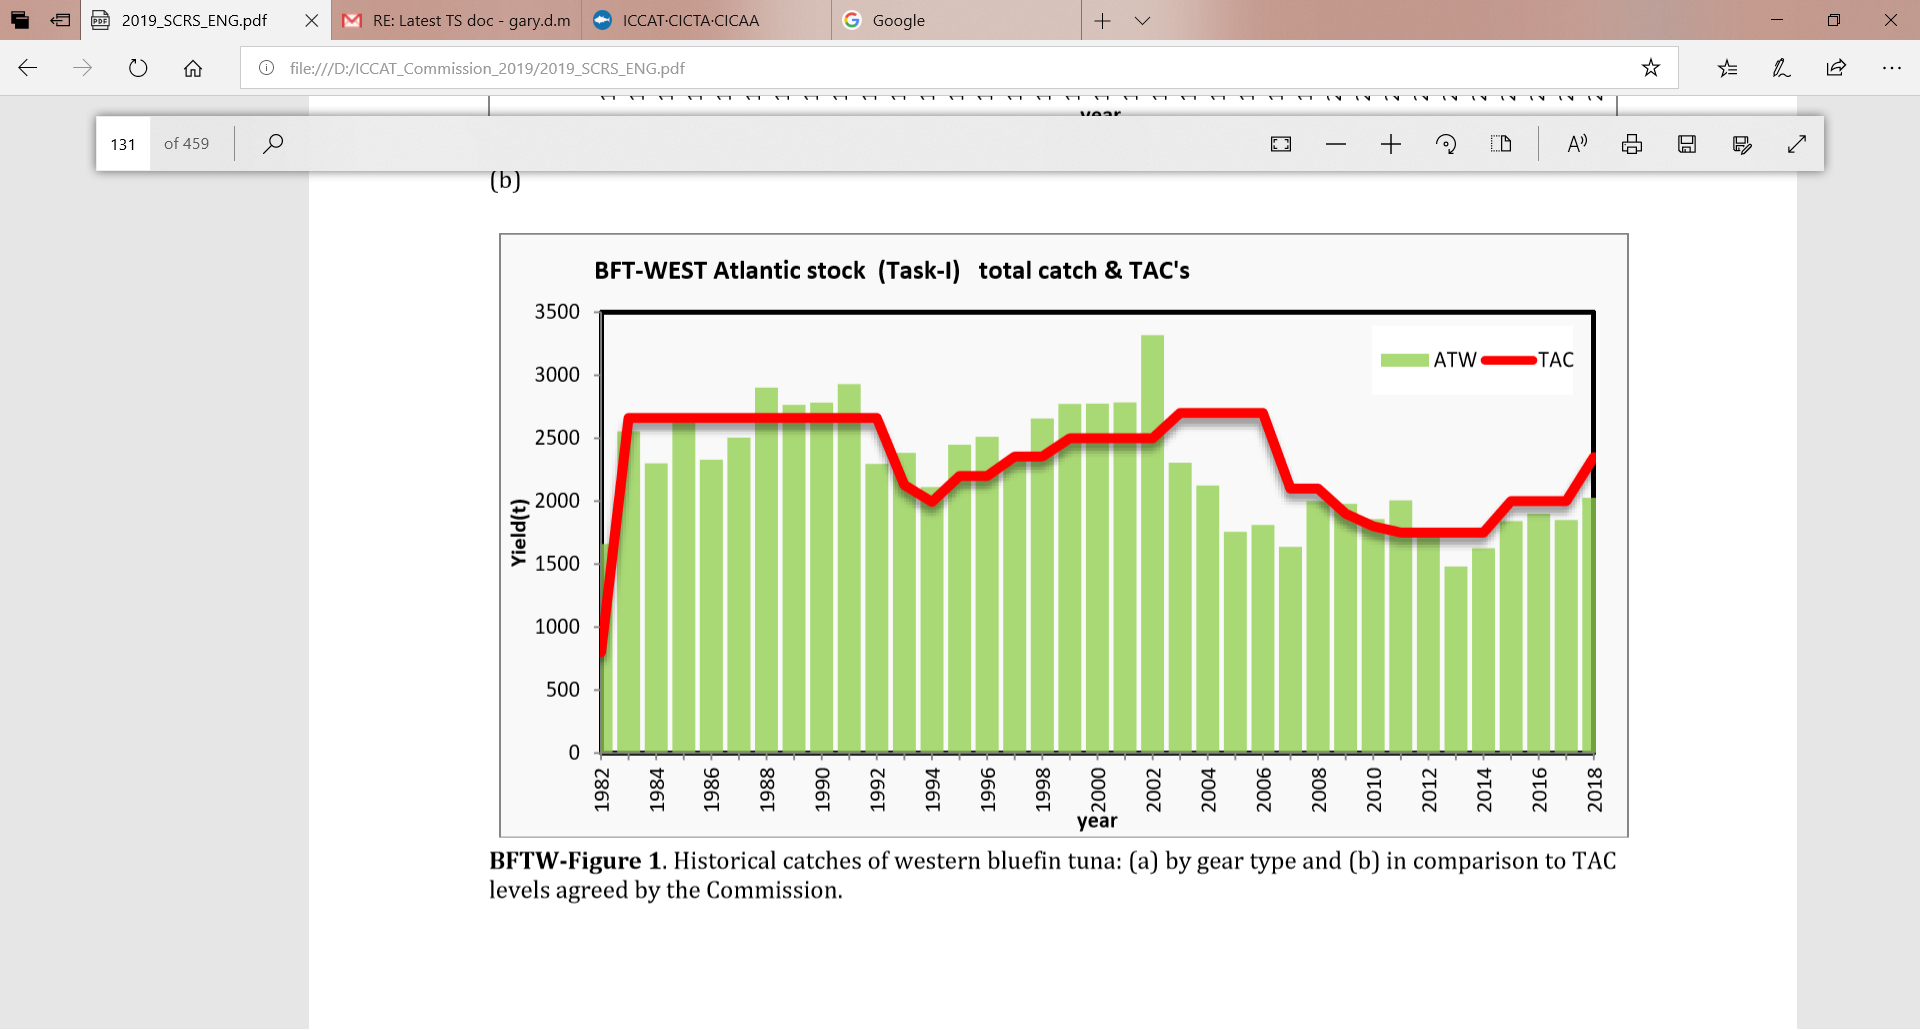 2019_SCRS_ENG.pdf
RE: Latest TS doc - gary.d.m
ICCAT·CICTA·CICAA
Google
file:///D:/ICCAT_Commission_2019/2019_SCRS_ENG.pdf
year
131 of 459
(b)
BFT-WEST Atlantic stock (Task-I) total catch & TAC's
3500
3000
2500
2000
1500
1000
500
0
Yield(t)
ATW TAC
1982 1984 1986 1988 1990 1992 1994 1996 1998 2000 2002 2004 2006 2008 2010 2012 2014 2016 2018
year
BFTW-Figure 1. Historical catches of western bluefin tuna: (a) by gear type and (b) in comparison to TAC
levels agreed by the Commission.